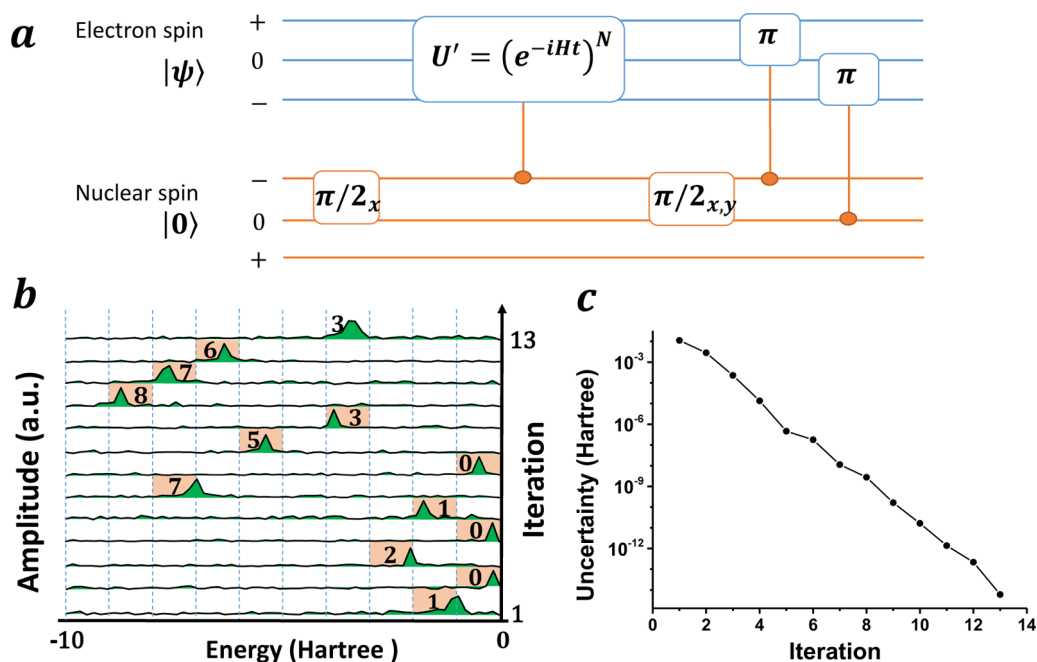 a
Electron spin
|ψ⟩
+
0
−
U′ = (e^{-iHt})^N
π
π
Nuclear spin
|0⟩
−
0
+
π/2_x
π/2_{x,y}
b
Amplitude (a.u.)
3
6
7
8
3
5
0
7
1
0
2
0
1
13
1
Iteration
-10
0
Energy (Hartree )
c
Uncertainty (Hartree)
10^{-3}
10^{-6}
10^{-9}
10^{-12}
0 2 4 6 8 10 12 14
Iteration